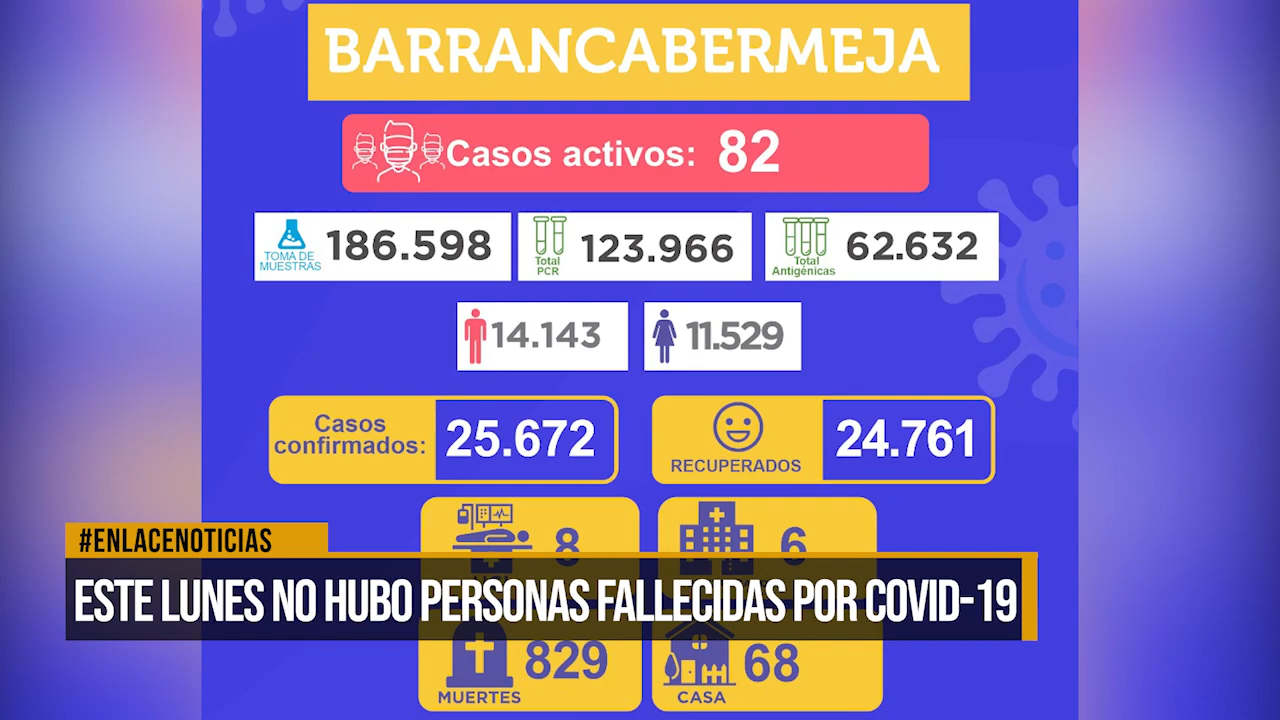 BARRANCABERMEJA
Casos activos: 82
TOMA DE
MUESTRAS
186.598
Total
PCR
123.966
Total
Antigénicas
62.632
14.143
11.529
Casos
confirmados:
25.672
RECUPERADOS
24.761
8
6
#ENLACENOTICIAS
ESTE LUNES NO HUBO PERSONAS FALLECIDAS POR COVID-19
829
MUERTES
68
CASA